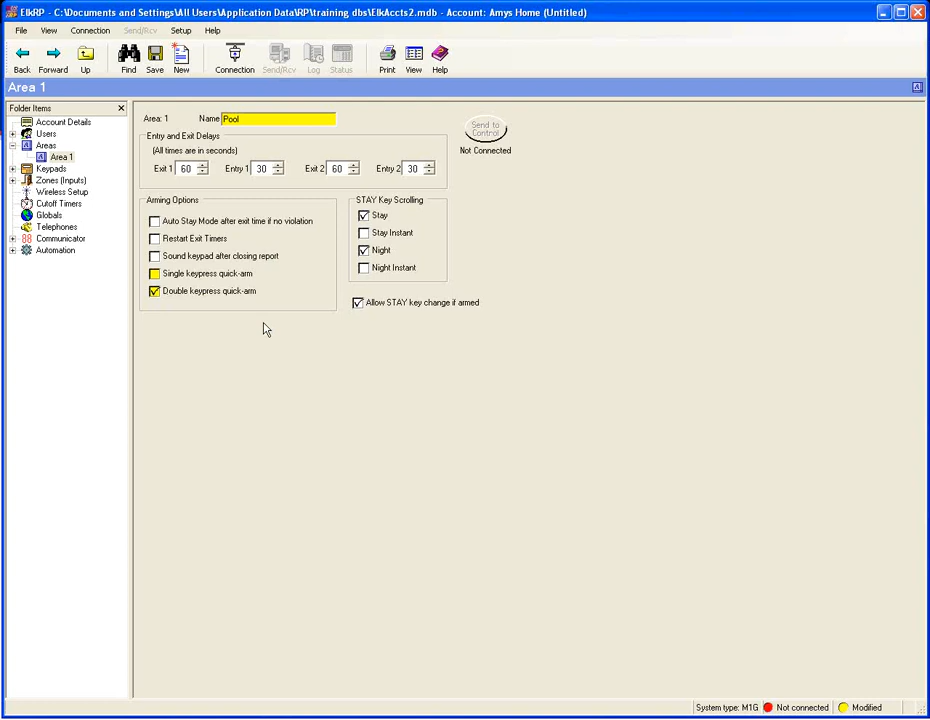 ElkRP - C:\Documents and Settings\All Users\Application Data\RP\training dbs\ElkAccts2.mdb - Account: Amys Home (Untitled)
File View Connection Send/Rcv Setup Help
Back Forward Up Find Save New Connection Send/Rcv Log Status Print View Help
Area 1
Folder Items
Account Details
Users
Areas
Area 1
Keypads
Zones (Inputs)
Wireless Setup
Cutoff Timers
Globals
Telephones
Communicator
Automation
Area: 1 Name Pool
Entry and Exit Delays
(All times are in seconds)
Exit 1 60 Entry 1 30 Exit 2 60 Entry 2 30
Send to
Control
Not Connected
Arming Options
Auto Stay Mode after exit time if no violation
Restart Exit Timers
Sound keypad after closing report
Single keypress quick-arm
Double keypress quick-arm
STAY Key Scrolling
Stay
Stay Instant
Night
Night Instant
Allow STAY key change if armed
System type: M1G Not connected Modified